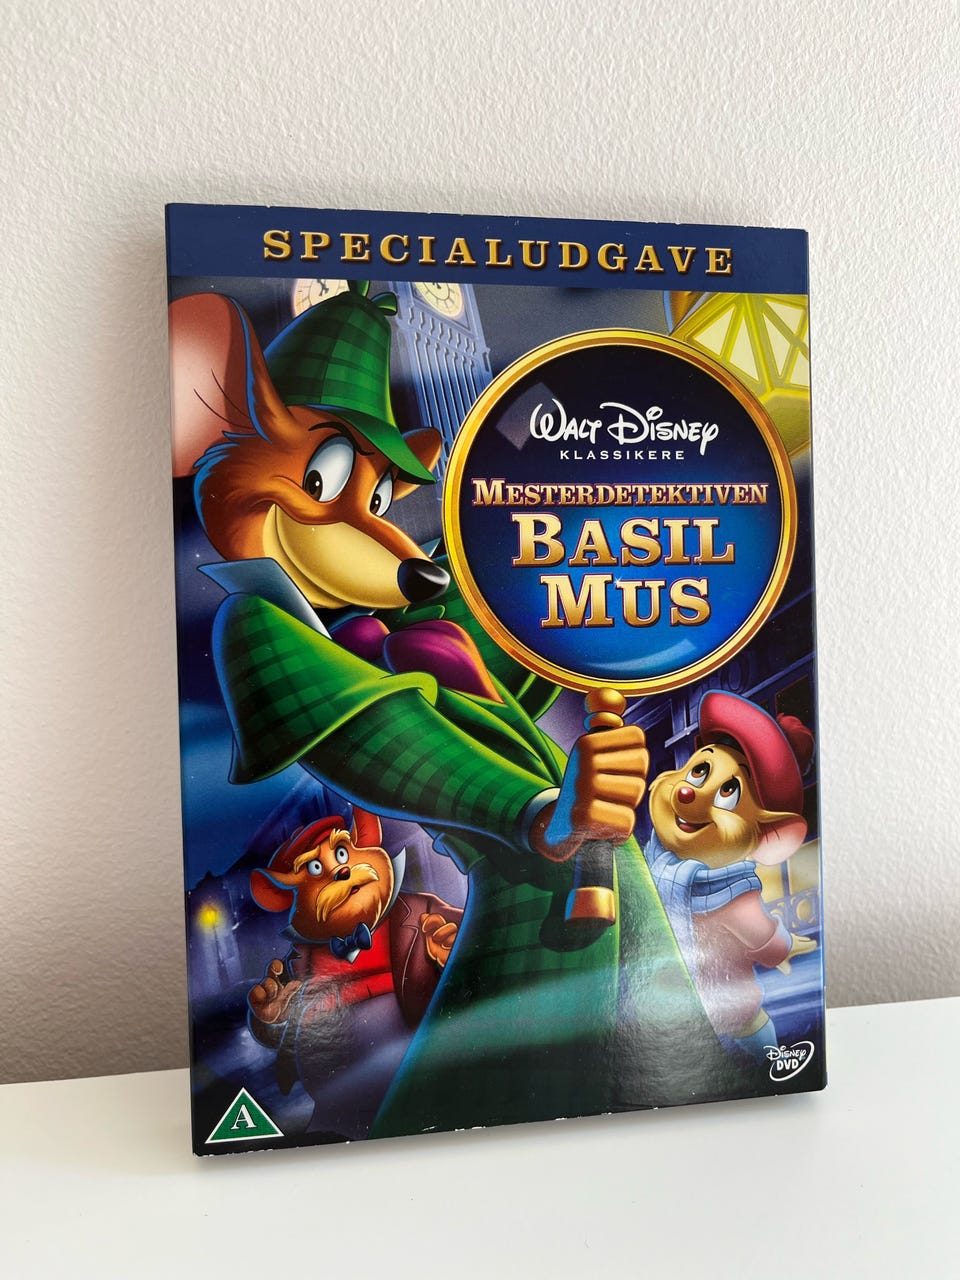 SPECIALUDGAVE
WALT DISNEY
KLASSIKERE
MESTERDETEKTIVEN
BASIL
MUS
DISNEY
DVD
A